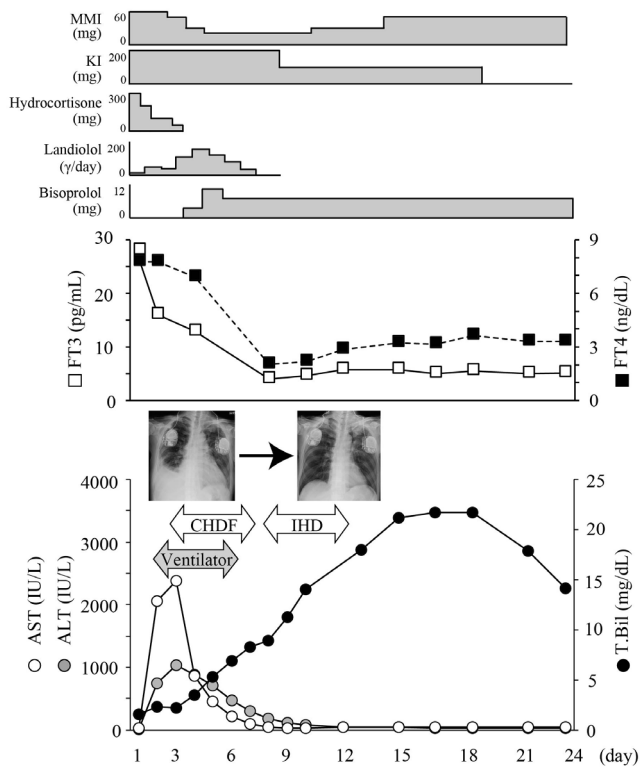 MMI
(mg)
60
0
KI
(mg)
200
0
Hydrocortisone
(mg)
300
0
Landiolol
(γ/day)
200
0
Bisoprolol
(mg)
12
0
30
20
10
0
FT3 (pg/mL)
9
6
3
0
FT4 (ng/dL)
CHDF
IHD
Ventilator
4000
3000
2000
1000
0
AST (IU/L)
ALT (IU/L)
25
20
15
10
5
0
T.Bil (mg/dL)
1 3 6 9 12 15 18 21 24 (day)